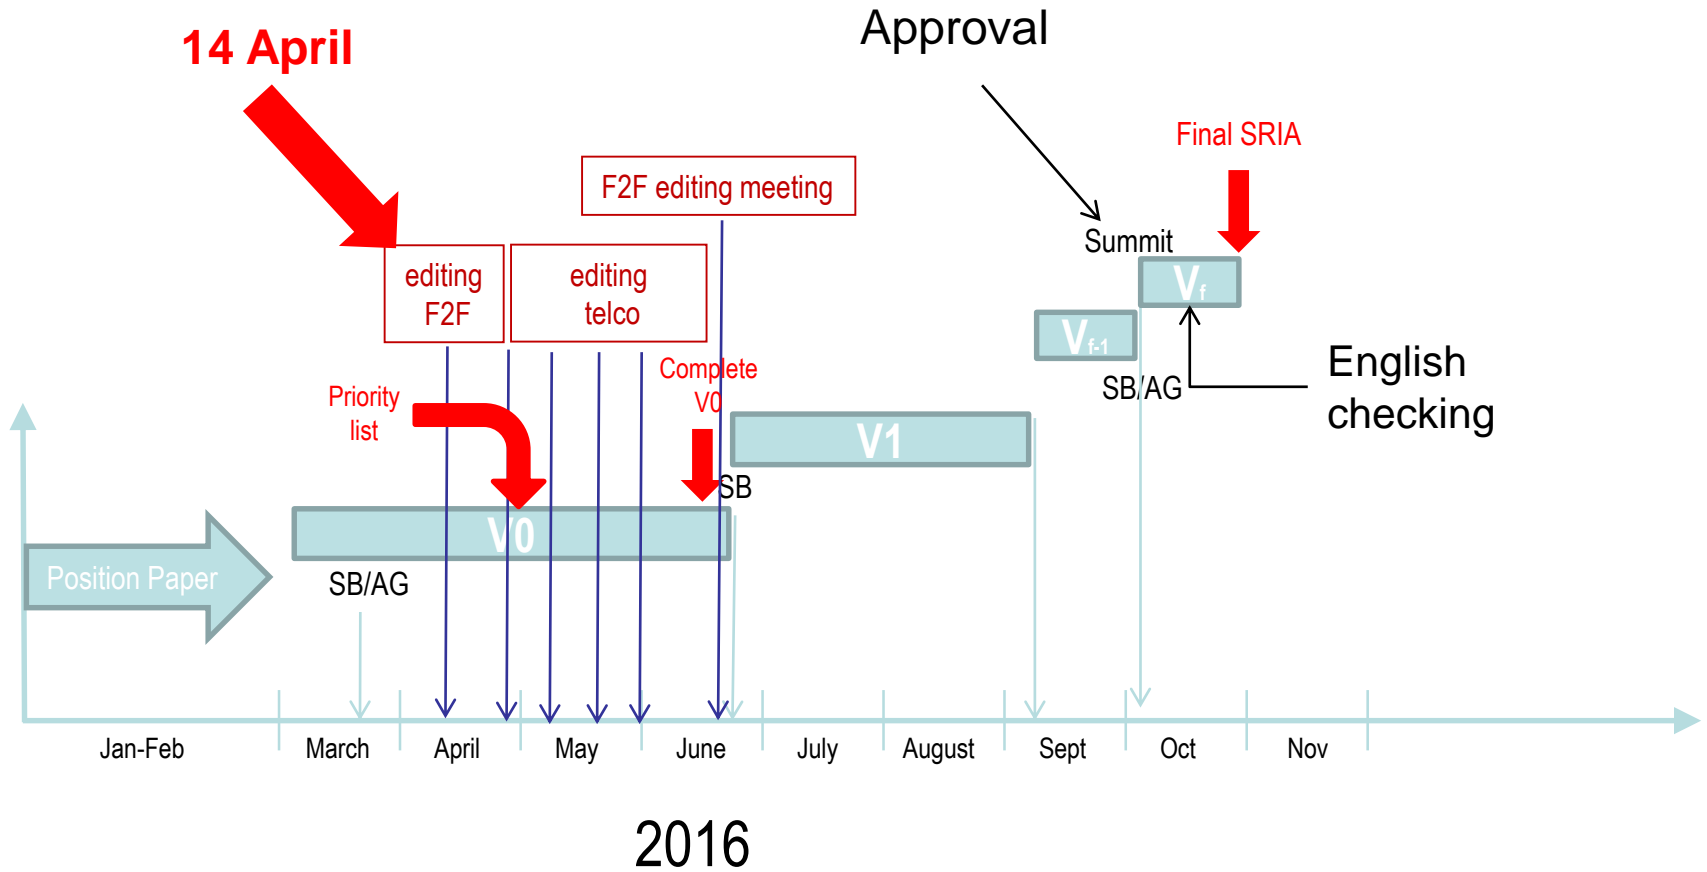 Approval
14 April
Final SRIA
F2F editing meeting
Summit
editing
F2F
editing
telco
Vf
Vf-1
English
checking
Complete
V0
SB/AG
Priority
list
V1
SB
V0
Position Paper
SB/AG
Jan-Feb
March
April
May
June
July
August
Sept
Oct
Nov
2016